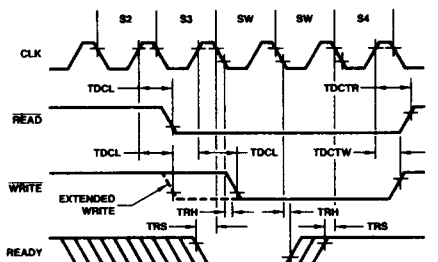 S2 S3 SW SW S4
CLK
TDCL TDCTR
READ
TDCL TDCL TDCTW
WRITE
EXTENDED
WRITE
TRH TRH
TRS TRS
READY